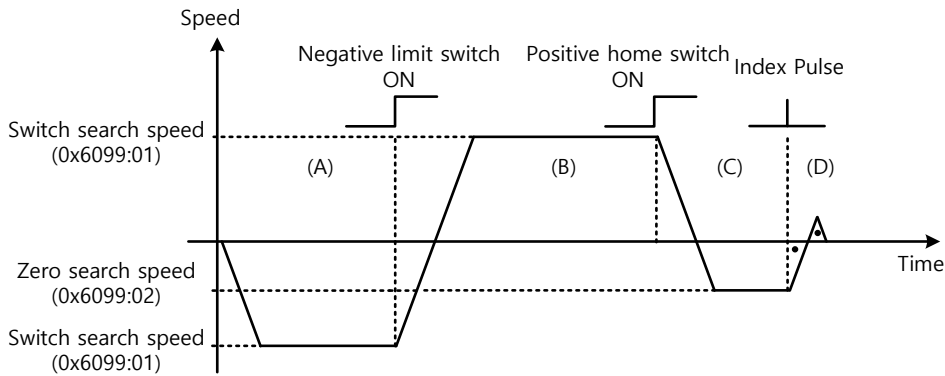 Speed
Negative limit switch
ON
Positive home switch
ON
Index Pulse
Switch search speed
(0x6099:01)
(A)
(B)
(C)
(D)
Time
Zero search speed
(0x6099:02)
Switch search speed
(0x6099:01)